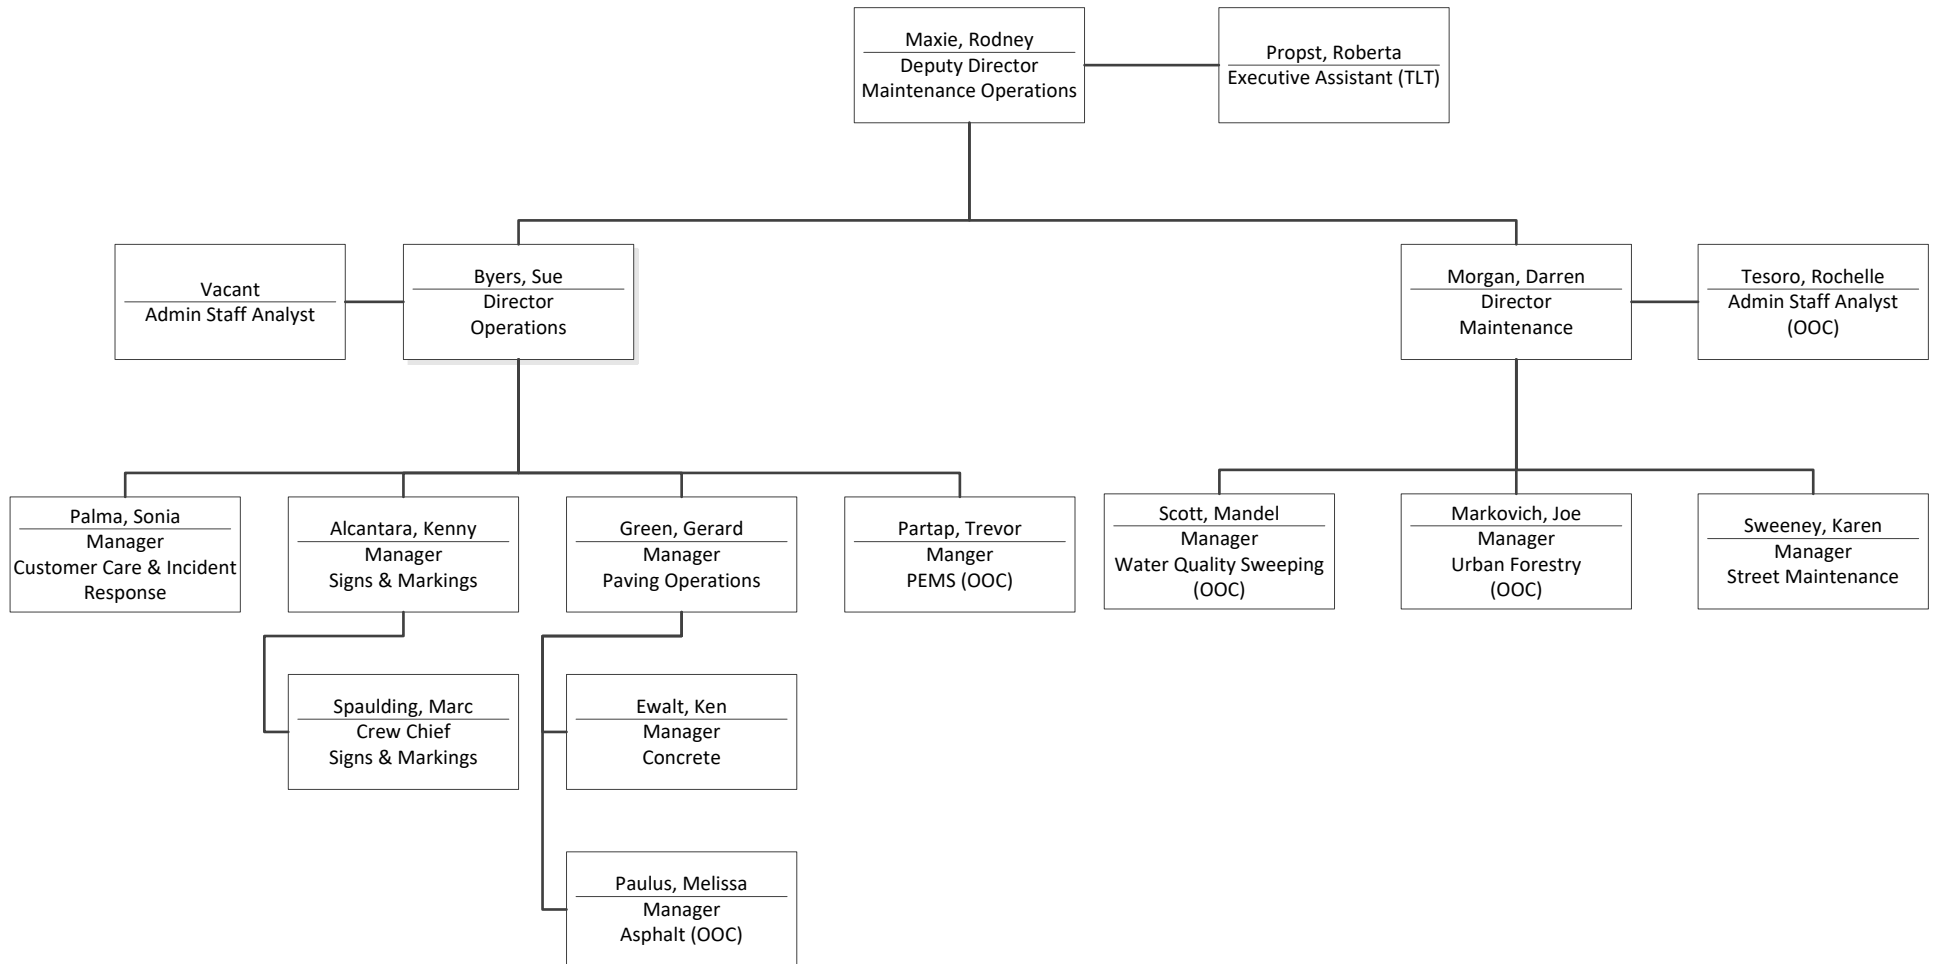 Maxie, Rodney
Deputy Director
Maintenance Operations
Propst, Roberta
Executive Assistant (TLT)
Vacant
Admin Staff Analyst
Byers, Sue
Director
Operations
Morgan, Darren
Director
Maintenance
Tesoro, Rochelle
Admin Staff Analyst
(OOC)
Palma, Sonia
Manager
Customer Care & Incident
Response
Alcantara, Kenny
Manager
Signs & Markings
Green, Gerard
Manager
Paving Operations
Partap, Trevor
Manger
PEMS (OOC)
Scott, Mandel
Manager
Water Quality Sweeping
(OOC)
Markovich, Joe
Manager
Urban Forestry
(OOC)
Sweeney, Karen
Manager
Street Maintenance
Spaulding, Marc
Crew Chief
Signs & Markings
Ewalt, Ken
Manager
Concrete
Paulus, Melissa
Manager
Asphalt (OOC)